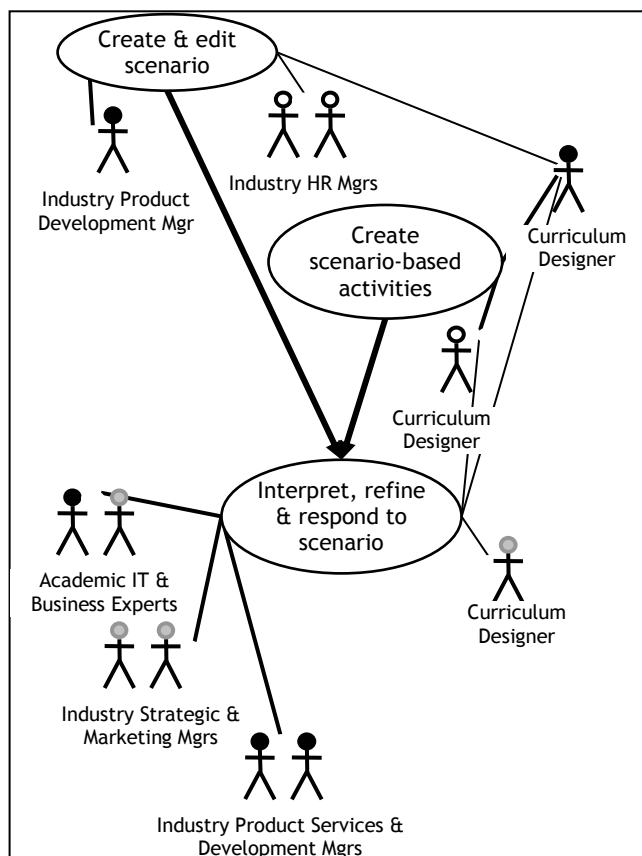 Create & edit
scenario
Industry Product
Development Mgr
Industry HR Mgrs
Curriculum
Designer
Create
scenario-based
activities
Curriculum
Designer
Interpret, refine
& respond to
scenario
Academic IT &
Business Experts
Curriculum
Designer
Industry Strategic &
Marketing Mgrs
Industry Product Services &
Development Mgrs